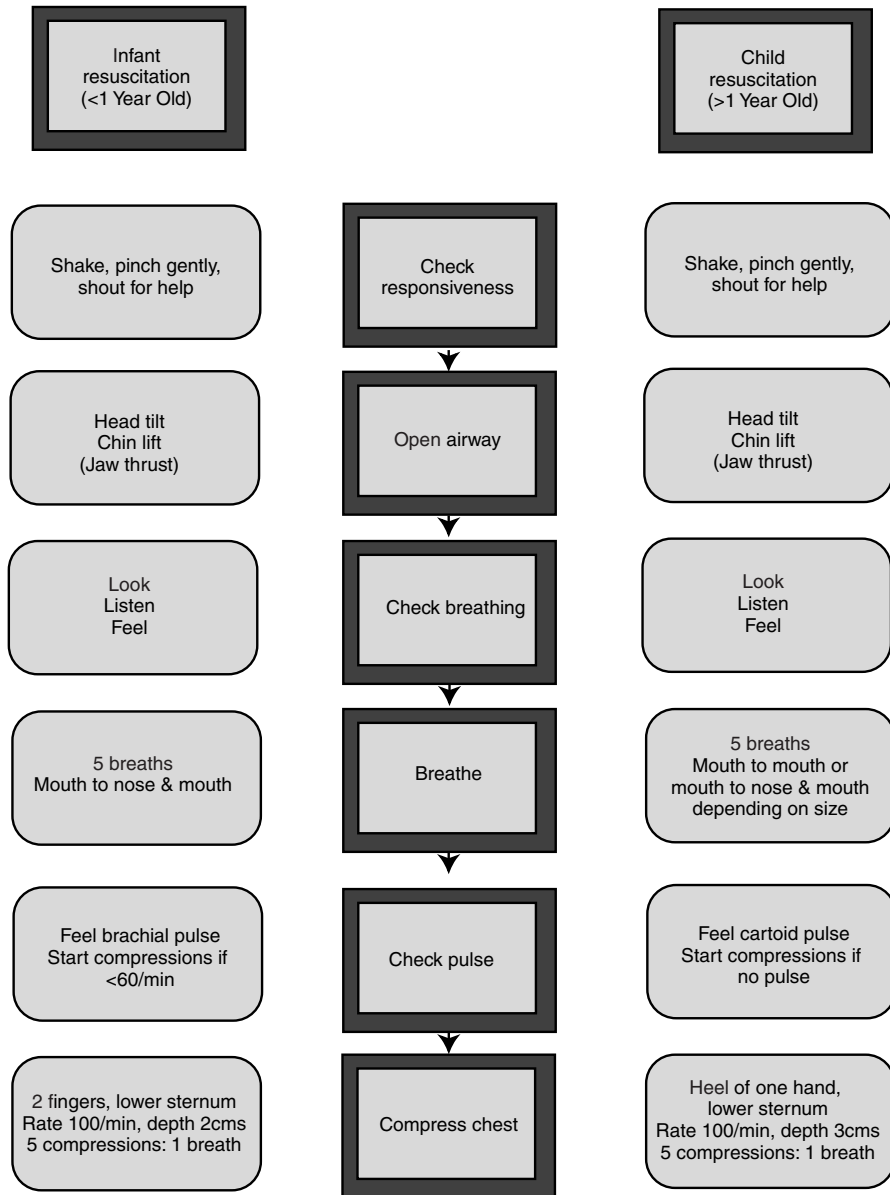 Infant
resuscitation
(<1 Year Old)
Child
resuscitation
(>1 Year Old)
Shake, pinch gently,
shout for help
Check
responsiveness
Shake, pinch gently,
shout for help
Head tilt
Chin lift
(Jaw thrust)
Open airway
Head tilt
Chin lift
(Jaw thrust)
Look
Listen
Feel
Check breathing
Look
Listen
Feel
5 breaths
Mouth to nose & mouth
Breathe
5 breaths
Mouth to mouth or
mouth to nose & mouth
depending on size
Feel brachial pulse
Start compressions if
<60/min
Check pulse
Feel cartoid pulse
Start compressions if
no pulse
2 fingers, lower sternum
Rate 100/min, depth 2cms
5 compressions: 1 breath
Compress chest
Heel of one hand,
lower sternum
Rate 100/min, depth 3cms
5 compressions: 1 breath